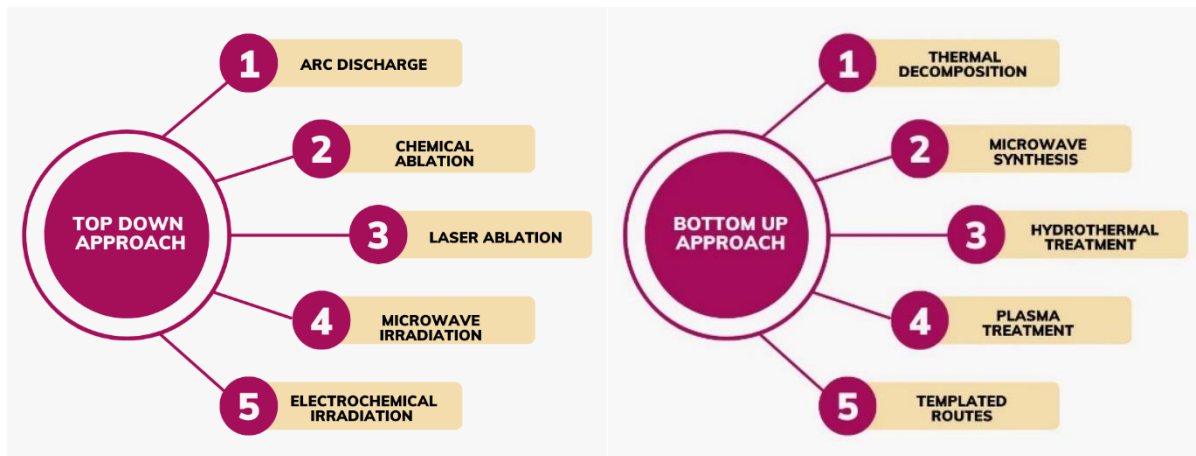 TOP DOWN
APPROACH
1
ARC DISCHARGE
2
CHEMICAL
ABLATION
3
LASER ABLATION
4
MICROWAVE
IRRADIATION
5
ELECTROCHEMICAL
IRRADIATION
BOTTOM UP
APPROACH
1
THERMAL
DECOMPOSITION
2
MICROWAVE
SYNTHESIS
3
HYDROTHERMAL
TREATMENT
4
PLASMA
TREATMENT
5
TEMPLATED
ROUTES